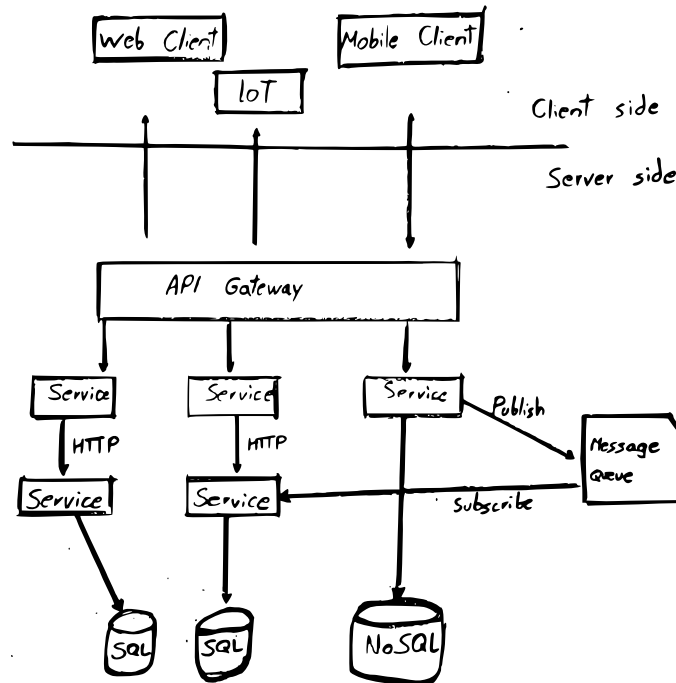 Web Client
Mobile Client
IoT
Client side
Server side
API Gateway
Service
Service
Service
Publish
HTTP
HTTP
Message
Queue
Service
Service
Subscribe
SQL
SQL
NoSQL